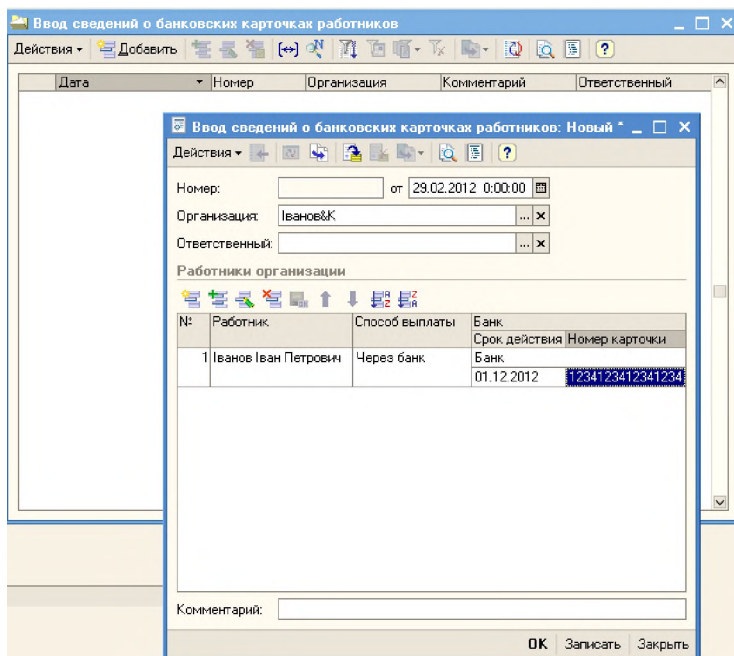 Ввод сведений о банковских карточках работников
Действия Добавить
Дата Номер Организация Комментарий Ответственный
Ввод сведений о банковских карточках работников: Новый *
Действия
Номер: от 29.02.2012 0:00:00
Организация: Іванов&К ... x
Ответственный: ... x
Работники организации
№ Работник Способ выплаты Банк
Срок действия Номер карточки
1 Іванов Іван Петрович Через банк Банк
01.12.2012 1234123412341234
Комментарий:
OK Записать Закрыть